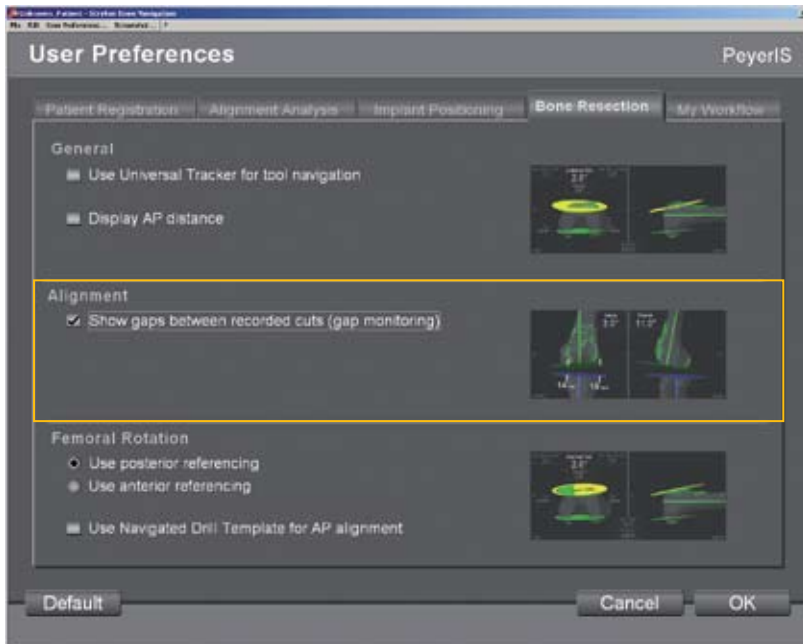 User Preferences
PeyerIS
Patient Registration
Alignment Analysis
Implant Positioning
Bone Resection
My Workflow
General
Use Universal Tracker for tool navigation
Display AP distance
Alignment
Show gaps between recorded cuts (gap monitoring)
Femoral Rotation
Use posterior referencing
Use anterior referencing
Use Navigated Drill Template for AP alignment
Default
Cancel
OK